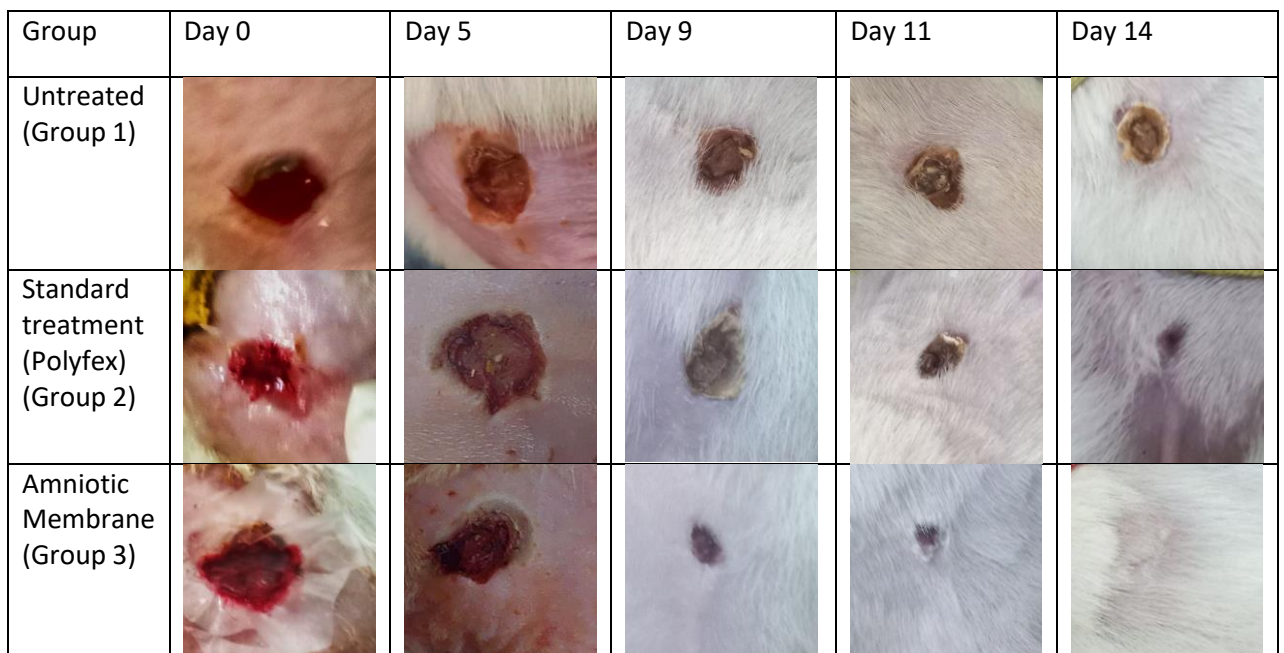 Group
Day 0
Day 5
Day 9
Day 11
Day 14
Untreated
(Group 1)
Standard
treatment
(Polyfex)
(Group 2)
Amniotic
Membrane
(Group 3)